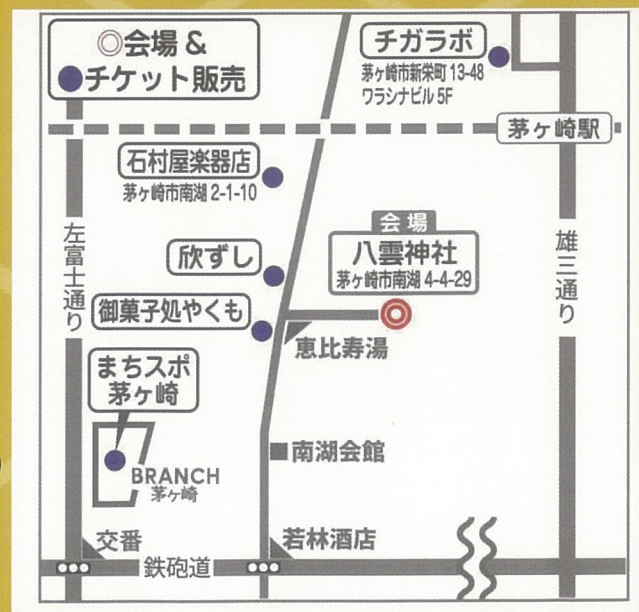 ◎会場 &
●チケット販売
チガラボ
茅ヶ崎市新栄町 13-48
ワラシナビル 5F
茅ヶ崎駅
石村屋楽器店
茅ヶ崎市南湖 2-1-10
左富士通り
雄三通り
会場
八雲神社
茅ヶ崎市南湖 4-4-29
欣ずし
御菓子処やくも
恵比寿湯
まちスポ
茅ヶ崎
BRANCH
茅ヶ崎
南湖会館
交番
若林酒店
鉄砲道